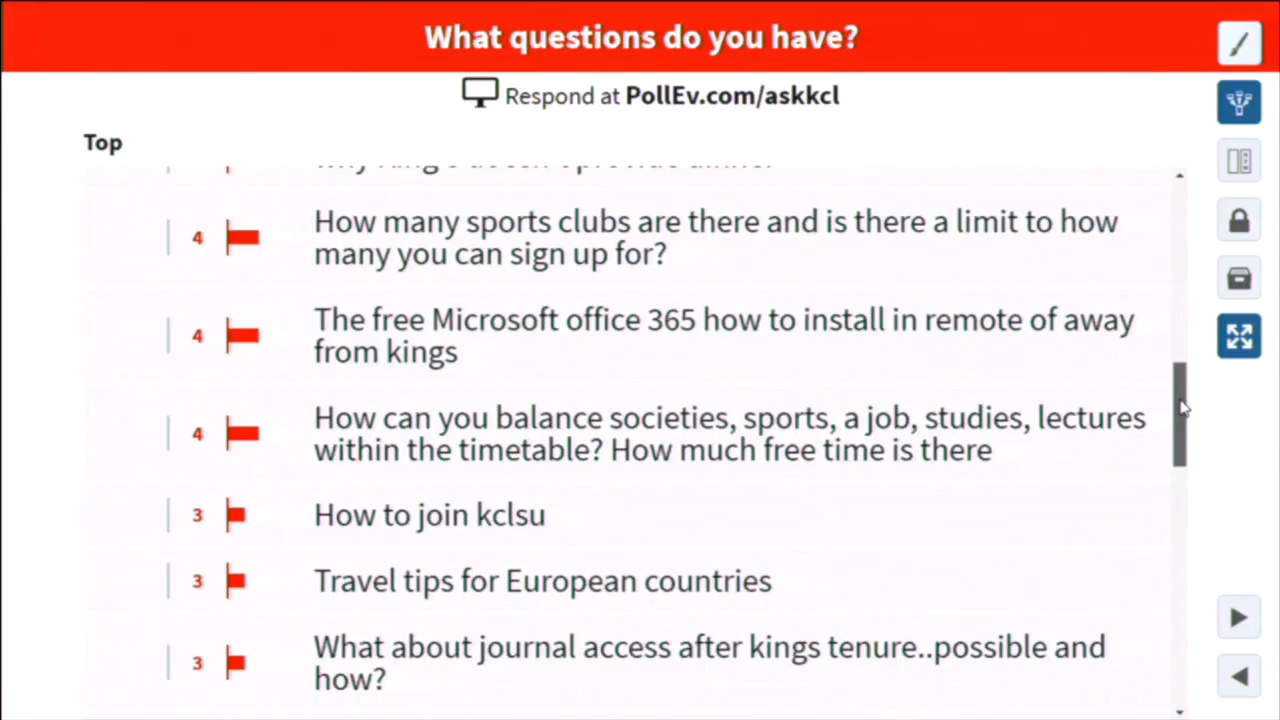 What questions do you have?
Respond at PollEv.com/askkcl
Top
4
How many sports clubs are there and is there a limit to how
many you can sign up for?
4
The free Microsoft office 365 how to install in remote of away
from kings
4
How can you balance societies, sports, a job, studies, lectures
within the timetable? How much free time is there
3
How to join kclsu
3
Travel tips for European countries
3
What about journal access after kings tenure..possible and
how?